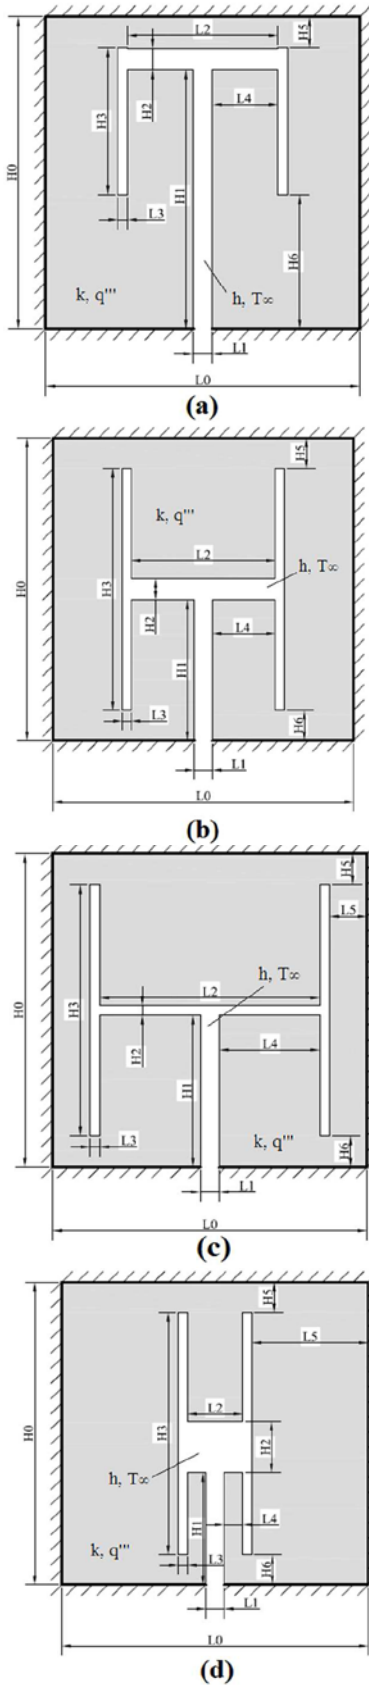 L2
H5
H2
H3
L4
H0
H1
L3
H6
k, q'''
h, T∞
L1
L0
(a)
H5
k, q'''
L2
h, T∞
H3
H0
H2
L4
H1
L3
H6
L1
L0
(b)
H5
L5
h, T∞
L2
H3
H0
H2
L4
H1
k, q'''
L3
H6
L1
L0
(c)
H5
L5
L2
H3
H0
H2
h, T∞
H1
L4
k, q'''
L3
H6
L1
L0
(d)